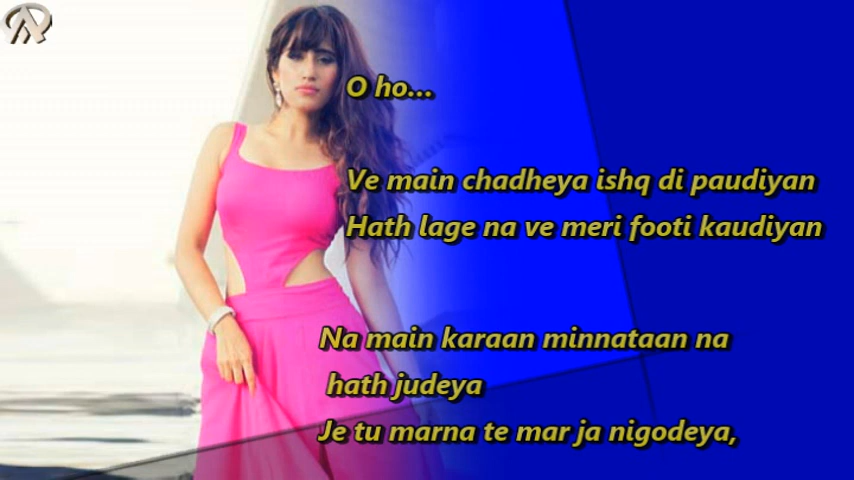 O ho...
Ve main chadheya ishq di paudiyan
Hath lage na ve meri footi kaudiyan
Na main karaan minnataan na
hath judeya
Je tu marna te mar ja nigodeya,